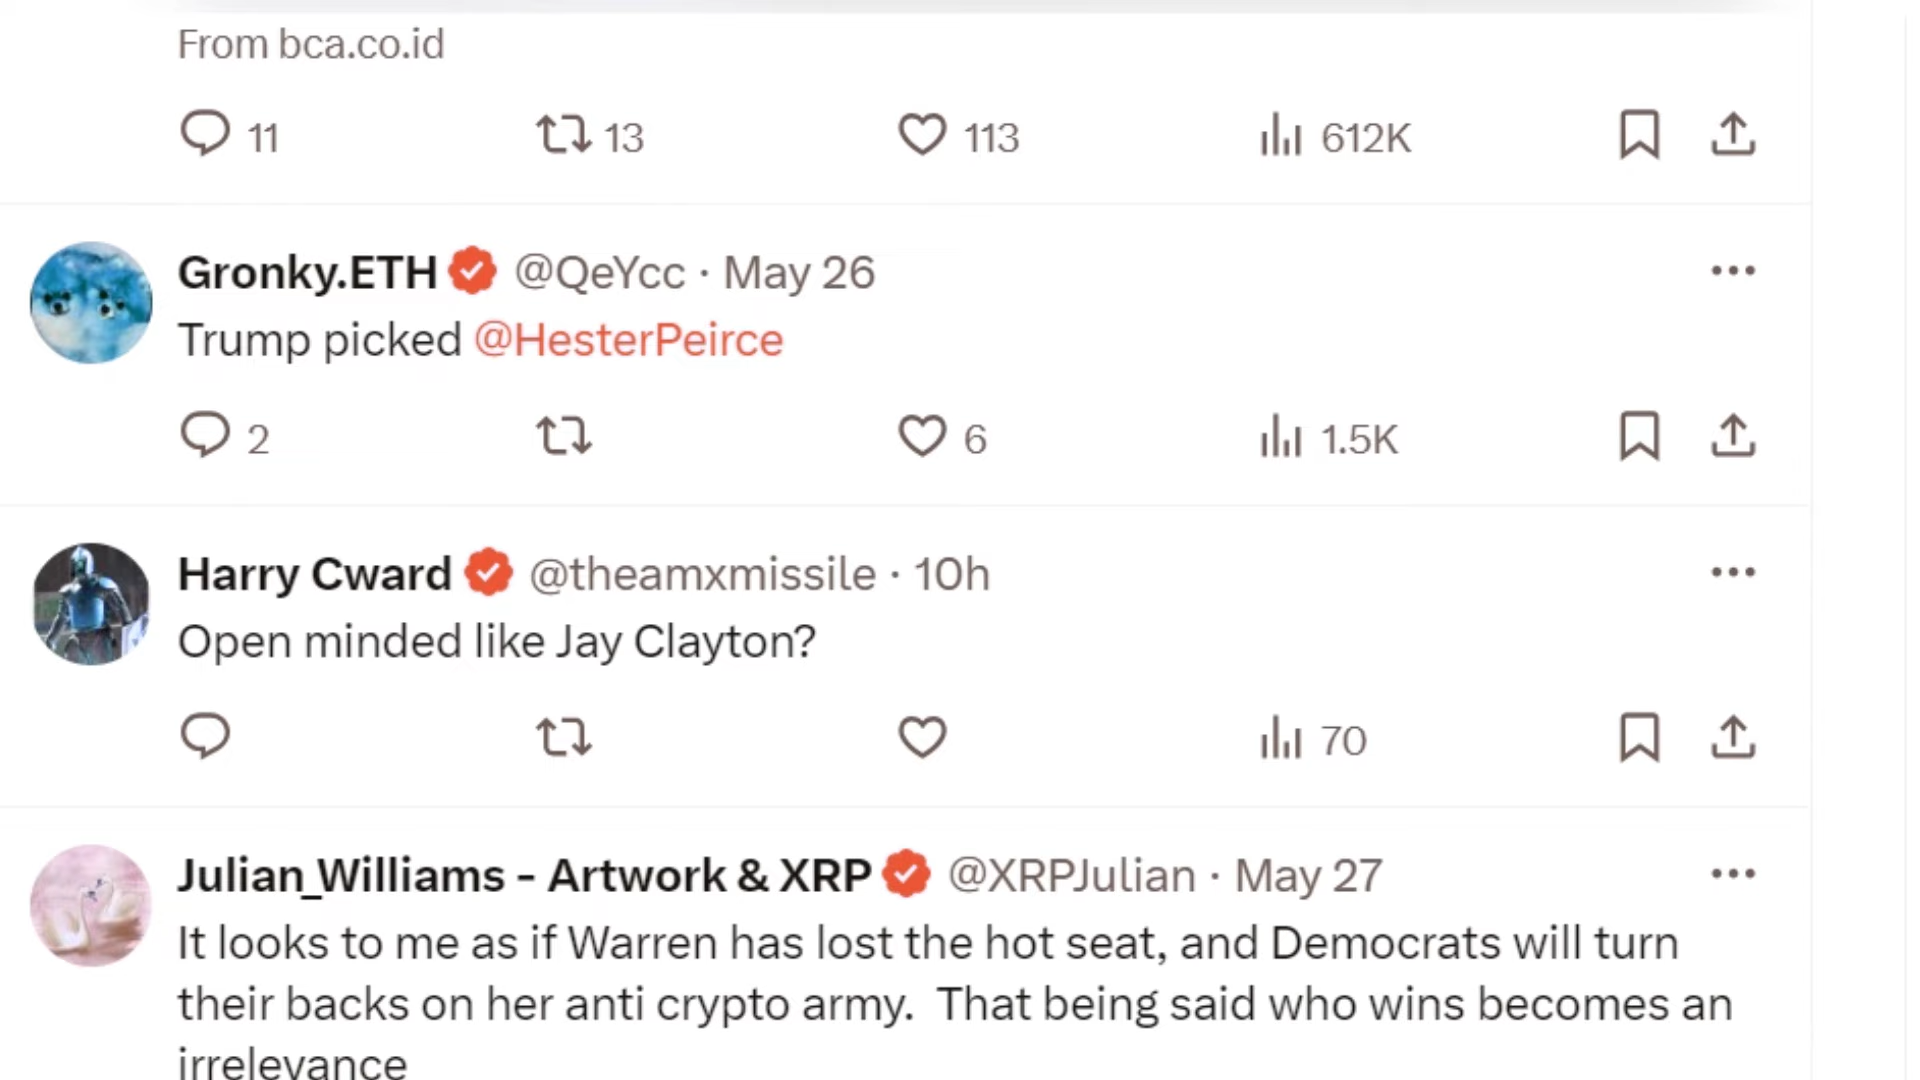 From bca.co.id
11 13 113 612K
Gronky.ETH @QeYcc · May 26
Trump picked @HesterPeirce
2 6 1.5K
Harry Cward @theamxmissile · 10h
Open minded like Jay Clayton?
70
Julian_Williams - Artwork & XRP @XRPJulian · May 27
It looks to me as if Warren has lost the hot seat, and Democrats will turn
their backs on her anti crypto army.  That being said who wins becomes an
irrelevance